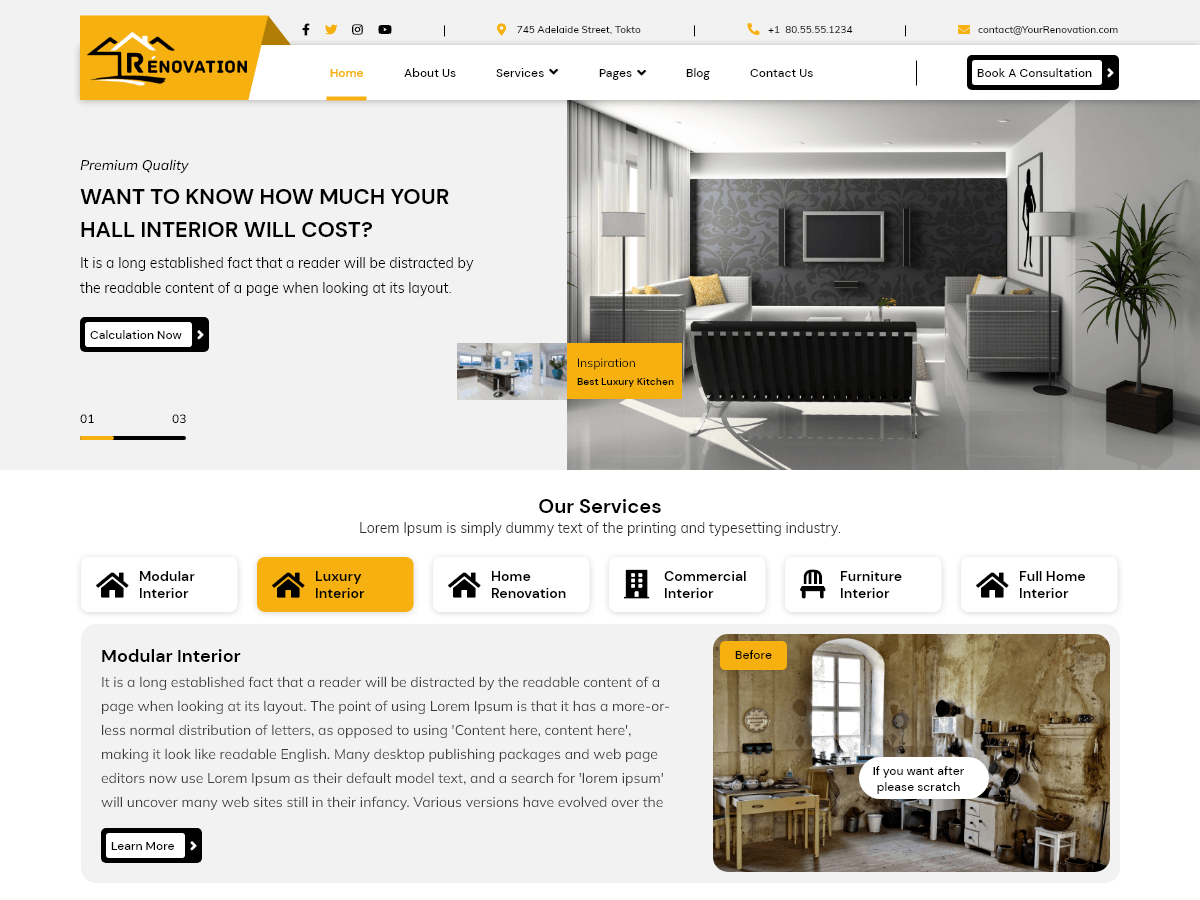 RENOVATION
745 Adelaide Street, Tokto
+1 80.55.55.1234
contact@YourRenovation.com
Home
About Us
Services
Pages
Blog
Contact Us
Book A Consultation
Premium Quality
WANT TO KNOW HOW MUCH YOUR
HALL INTERIOR WILL COST?
It is a long established fact that a reader will be distracted by
the readable content of a page when looking at its layout.
Calculation Now
Inspiration
Best Luxury Kitchen
01
03
Our Services
Lorem Ipsum is simply dummy text of the printing and typesetting industry.
Modular
Interior
Luxury
Interior
Home
Renovation
Commercial
Interior
Furniture
Interior
Full Home
Interior
Modular Interior
It is a long established fact that a reader will be distracted by the readable content of a
page when looking at its layout. The point of using Lorem Ipsum is that it has a more-or-
less normal distribution of letters, as opposed to using 'Content here, content here',
making it look like readable English. Many desktop publishing packages and web page
editors now use Lorem Ipsum as their default model text, and a search for 'lorem ipsum'
will uncover many web sites still in their infancy. Various versions have evolved over the
Learn More
Before
If you want after
please scratch